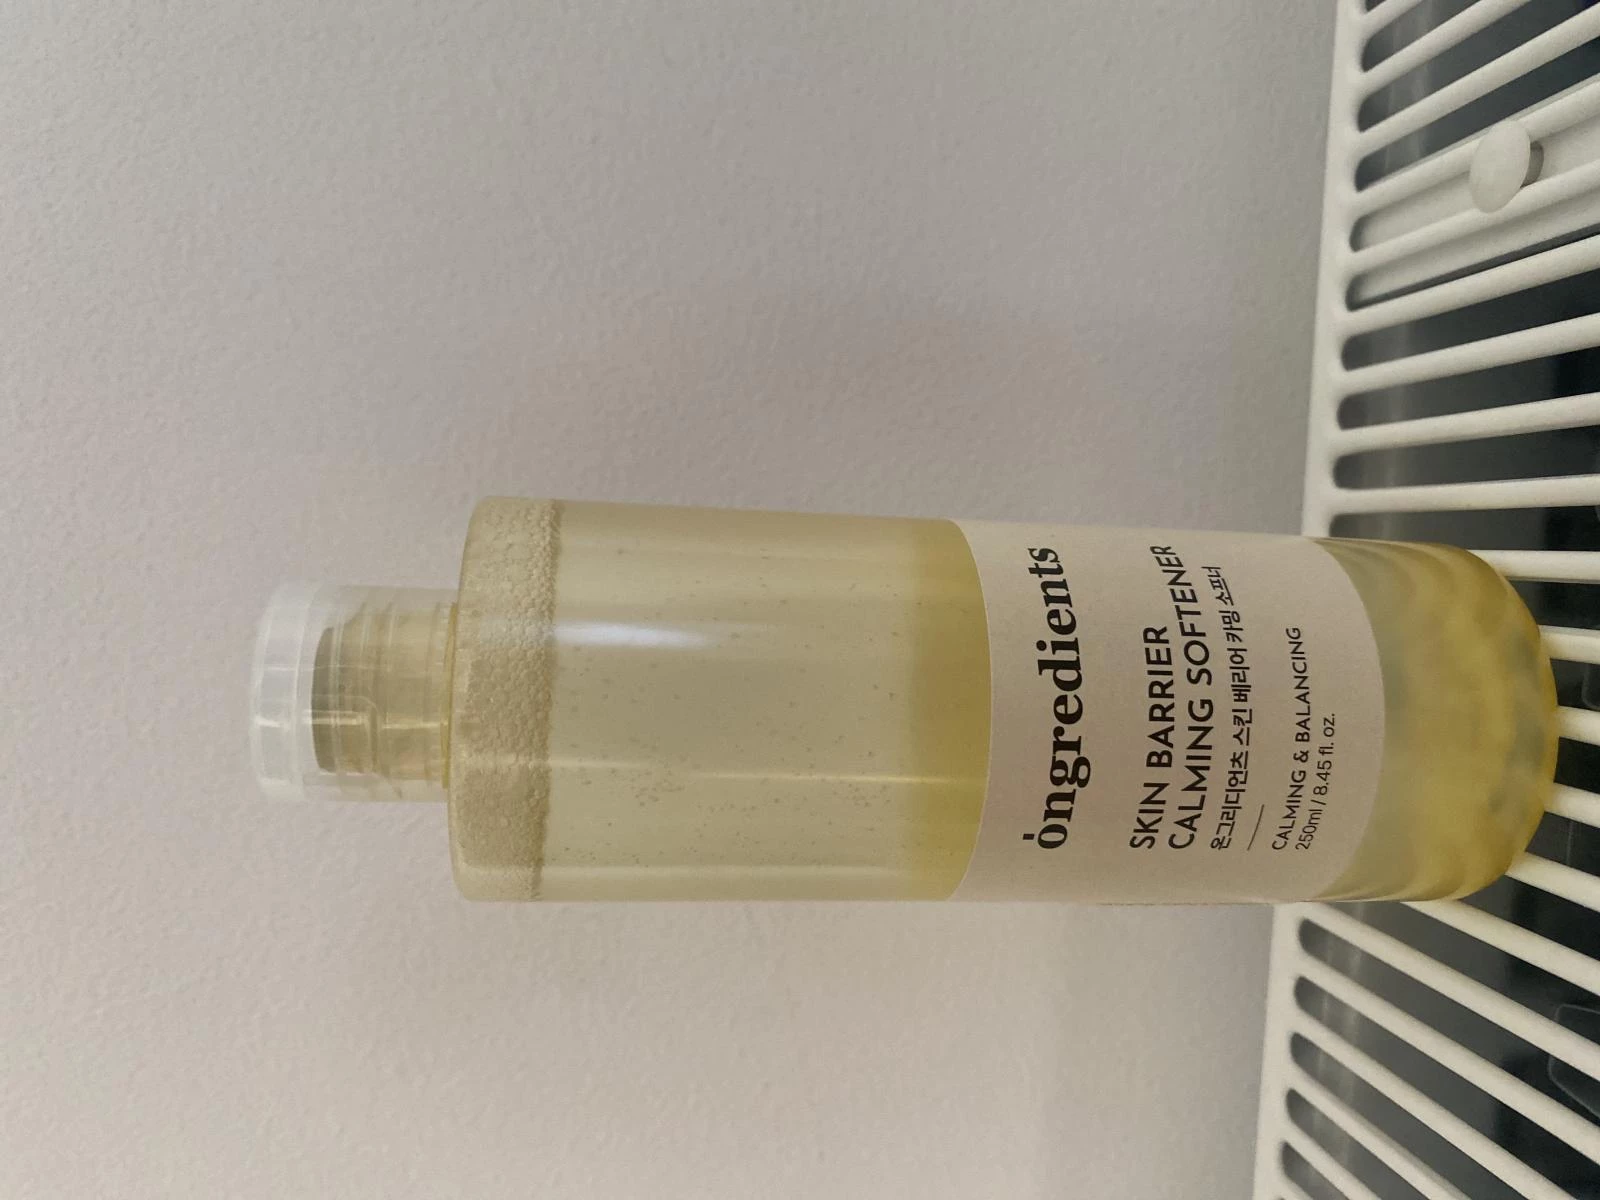 ongredients
SKIN BARRIER
CALMING SOFTENER
온그리디언츠 스킨 베리어 카밍 소프너
CALMING & BALANCING
250ml / 8.45 fl. oz.